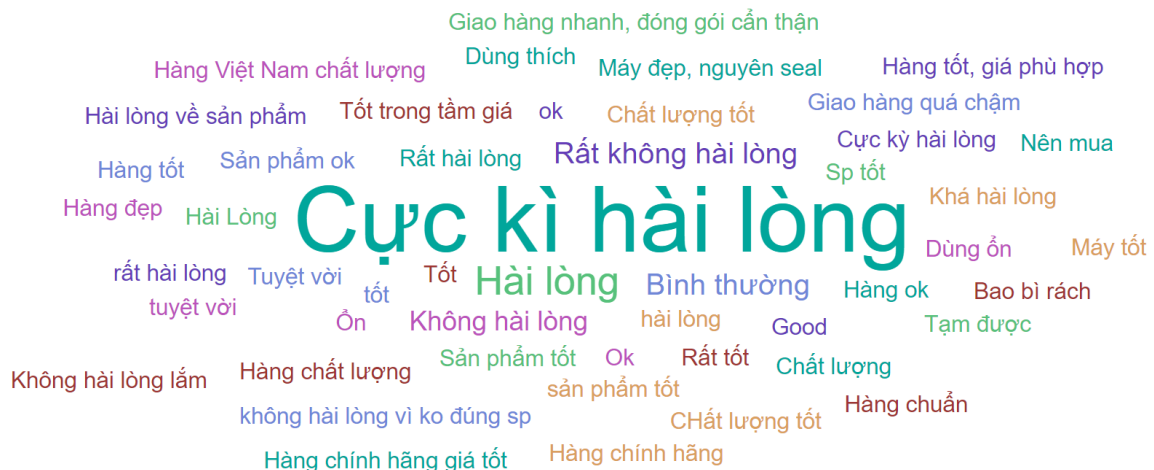 Giao hàng nhanh, đóng gói cẩn thận
Dùng thích
Hàng Việt Nam chất lượng
Máy đẹp, nguyên seal
Hàng tốt, giá phù hợp
Hài lòng về sản phẩm
Tốt trong tầm giá
ok
Chất lượng tốt
Giao hàng quá chậm
Hàng tốt
Sản phẩm ok
Rất hài lòng
Rất không hài lòng
Cực kỳ hài lòng
Nên mua
Sp tốt
Hàng đẹp
Hài Lòng
Cực kì hài lòng
Khá hài lòng
Dùng ổn
Máy tốt
rất hài lòng
Tuyệt vời
tốt
Tốt
Hài lòng
Bình thường
Hàng ok
Bao bì rách
tuyệt vời
Ổn
Không hài lòng
hài lòng
Good
Tạm được
Không hài lòng lắm
Hàng chất lượng
Sản phẩm tốt
Ok
Rất tốt
Chất lượng
sản phẩm tốt
Hàng chuẩn
không hài lòng vì ko đúng sp
CHất lượng tốt
Hàng chính hãng giá tốt
Hàng chính hãng